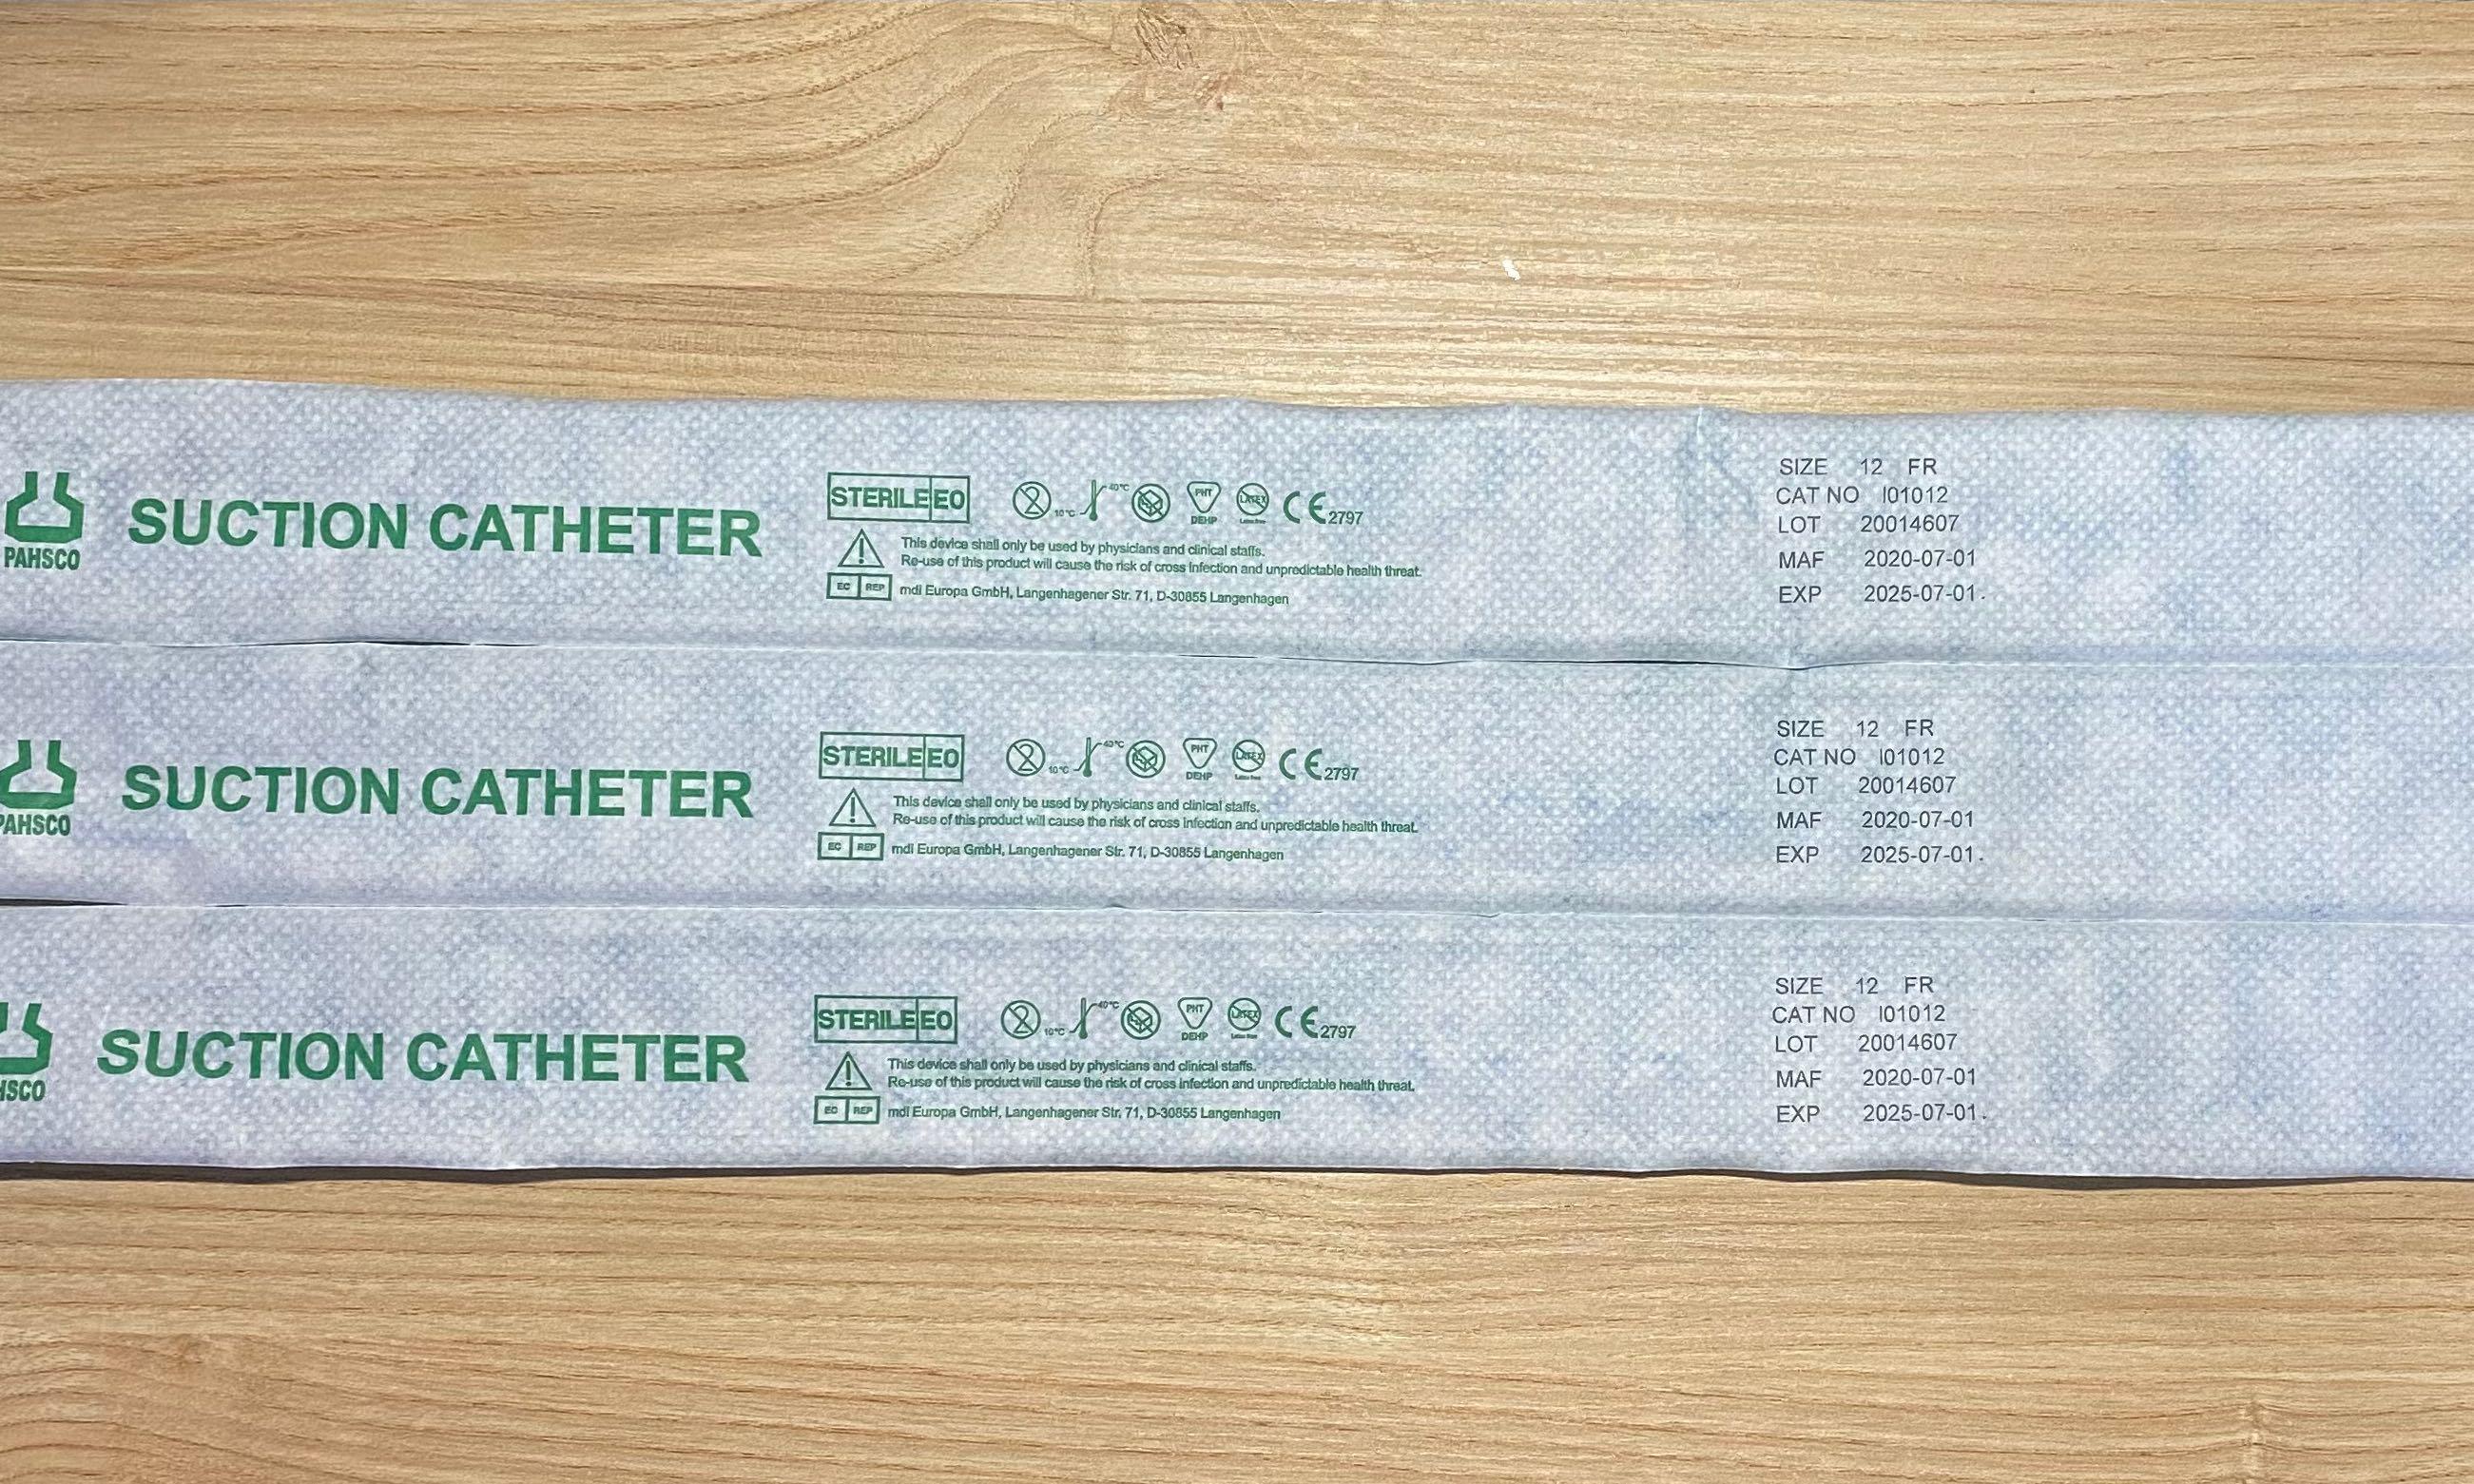 PAHSCO
SUCTION CATHETER
STERILE EO
2 10°C 40°C PHT DEHP LATEX Latex free CE 2797
This device shall only be used by physicians and clinical staffs.
Re-use of this product will cause the risk of cross infection and unpredictable health threat.
EC REP mdi Europa GmbH, Langenhagener Str. 71, D-30855 Langenhagen
SIZE 12 FR
CAT NO I01012
LOT 20014607
MAF 2020-07-01
EXP 2025-07-01.
PAHSCO
SUCTION CATHETER
STERILE EO
2 10°C 40°C PHT DEHP LATEX Latex free CE 2797
This device shall only be used by physicians and clinical staffs.
Re-use of this product will cause the risk of cross infection and unpredictable health threat.
EC REP mdi Europa GmbH, Langenhagener Str. 71, D-30855 Langenhagen
SIZE 12 FR
CAT NO I01012
LOT 20014607
MAF 2020-07-01
EXP 2025-07-01.
HSCO
SUCTION CATHETER
STERILE EO
2 10°C 40°C PHT DEHP LATEX Latex free CE 2797
This device shall only be used by physicians and clinical staffs.
Re-use of this product will cause the risk of cross infection and unpredictable health threat.
EC REP mdi Europa GmbH, Langenhagener Str. 71, D-30855 Langenhagen
SIZE 12 FR
CAT NO I01012
LOT 20014607
MAF 2020-07-01
EXP 2025-07-01.